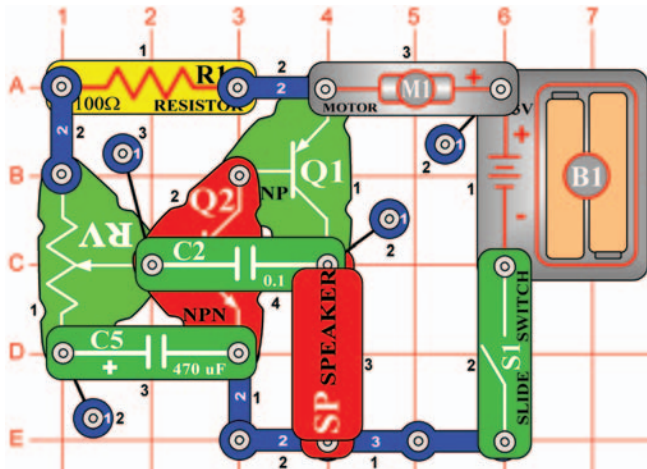 1 2 3 4 5 6 7
1 2 3
A R1 2 M1 +
100Ω RESISTOR MOTOR 3V
2 2 3 1 1 2 +
B Q2 Q1 1 B1
2 NP 1 1 -
RV
C C2
0.1
1 NPN 4 SPEAKER SWITCH
D C5 3 2 S1
+ 470 uF
3 2 1 SP SLIDE
1 2
E 2 3
2 1